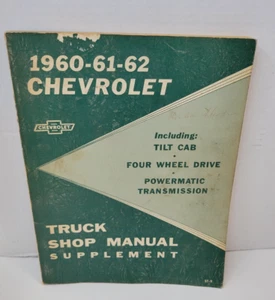 1960-61-62
CHEVROLET
CHEVROLET
Including:
TILT CAB
•
FOUR WHEEL DRIVE
•
POWERMATIC
TRANSMISSION
TRUCK
SHOP MANUAL
SUPPLEMENT